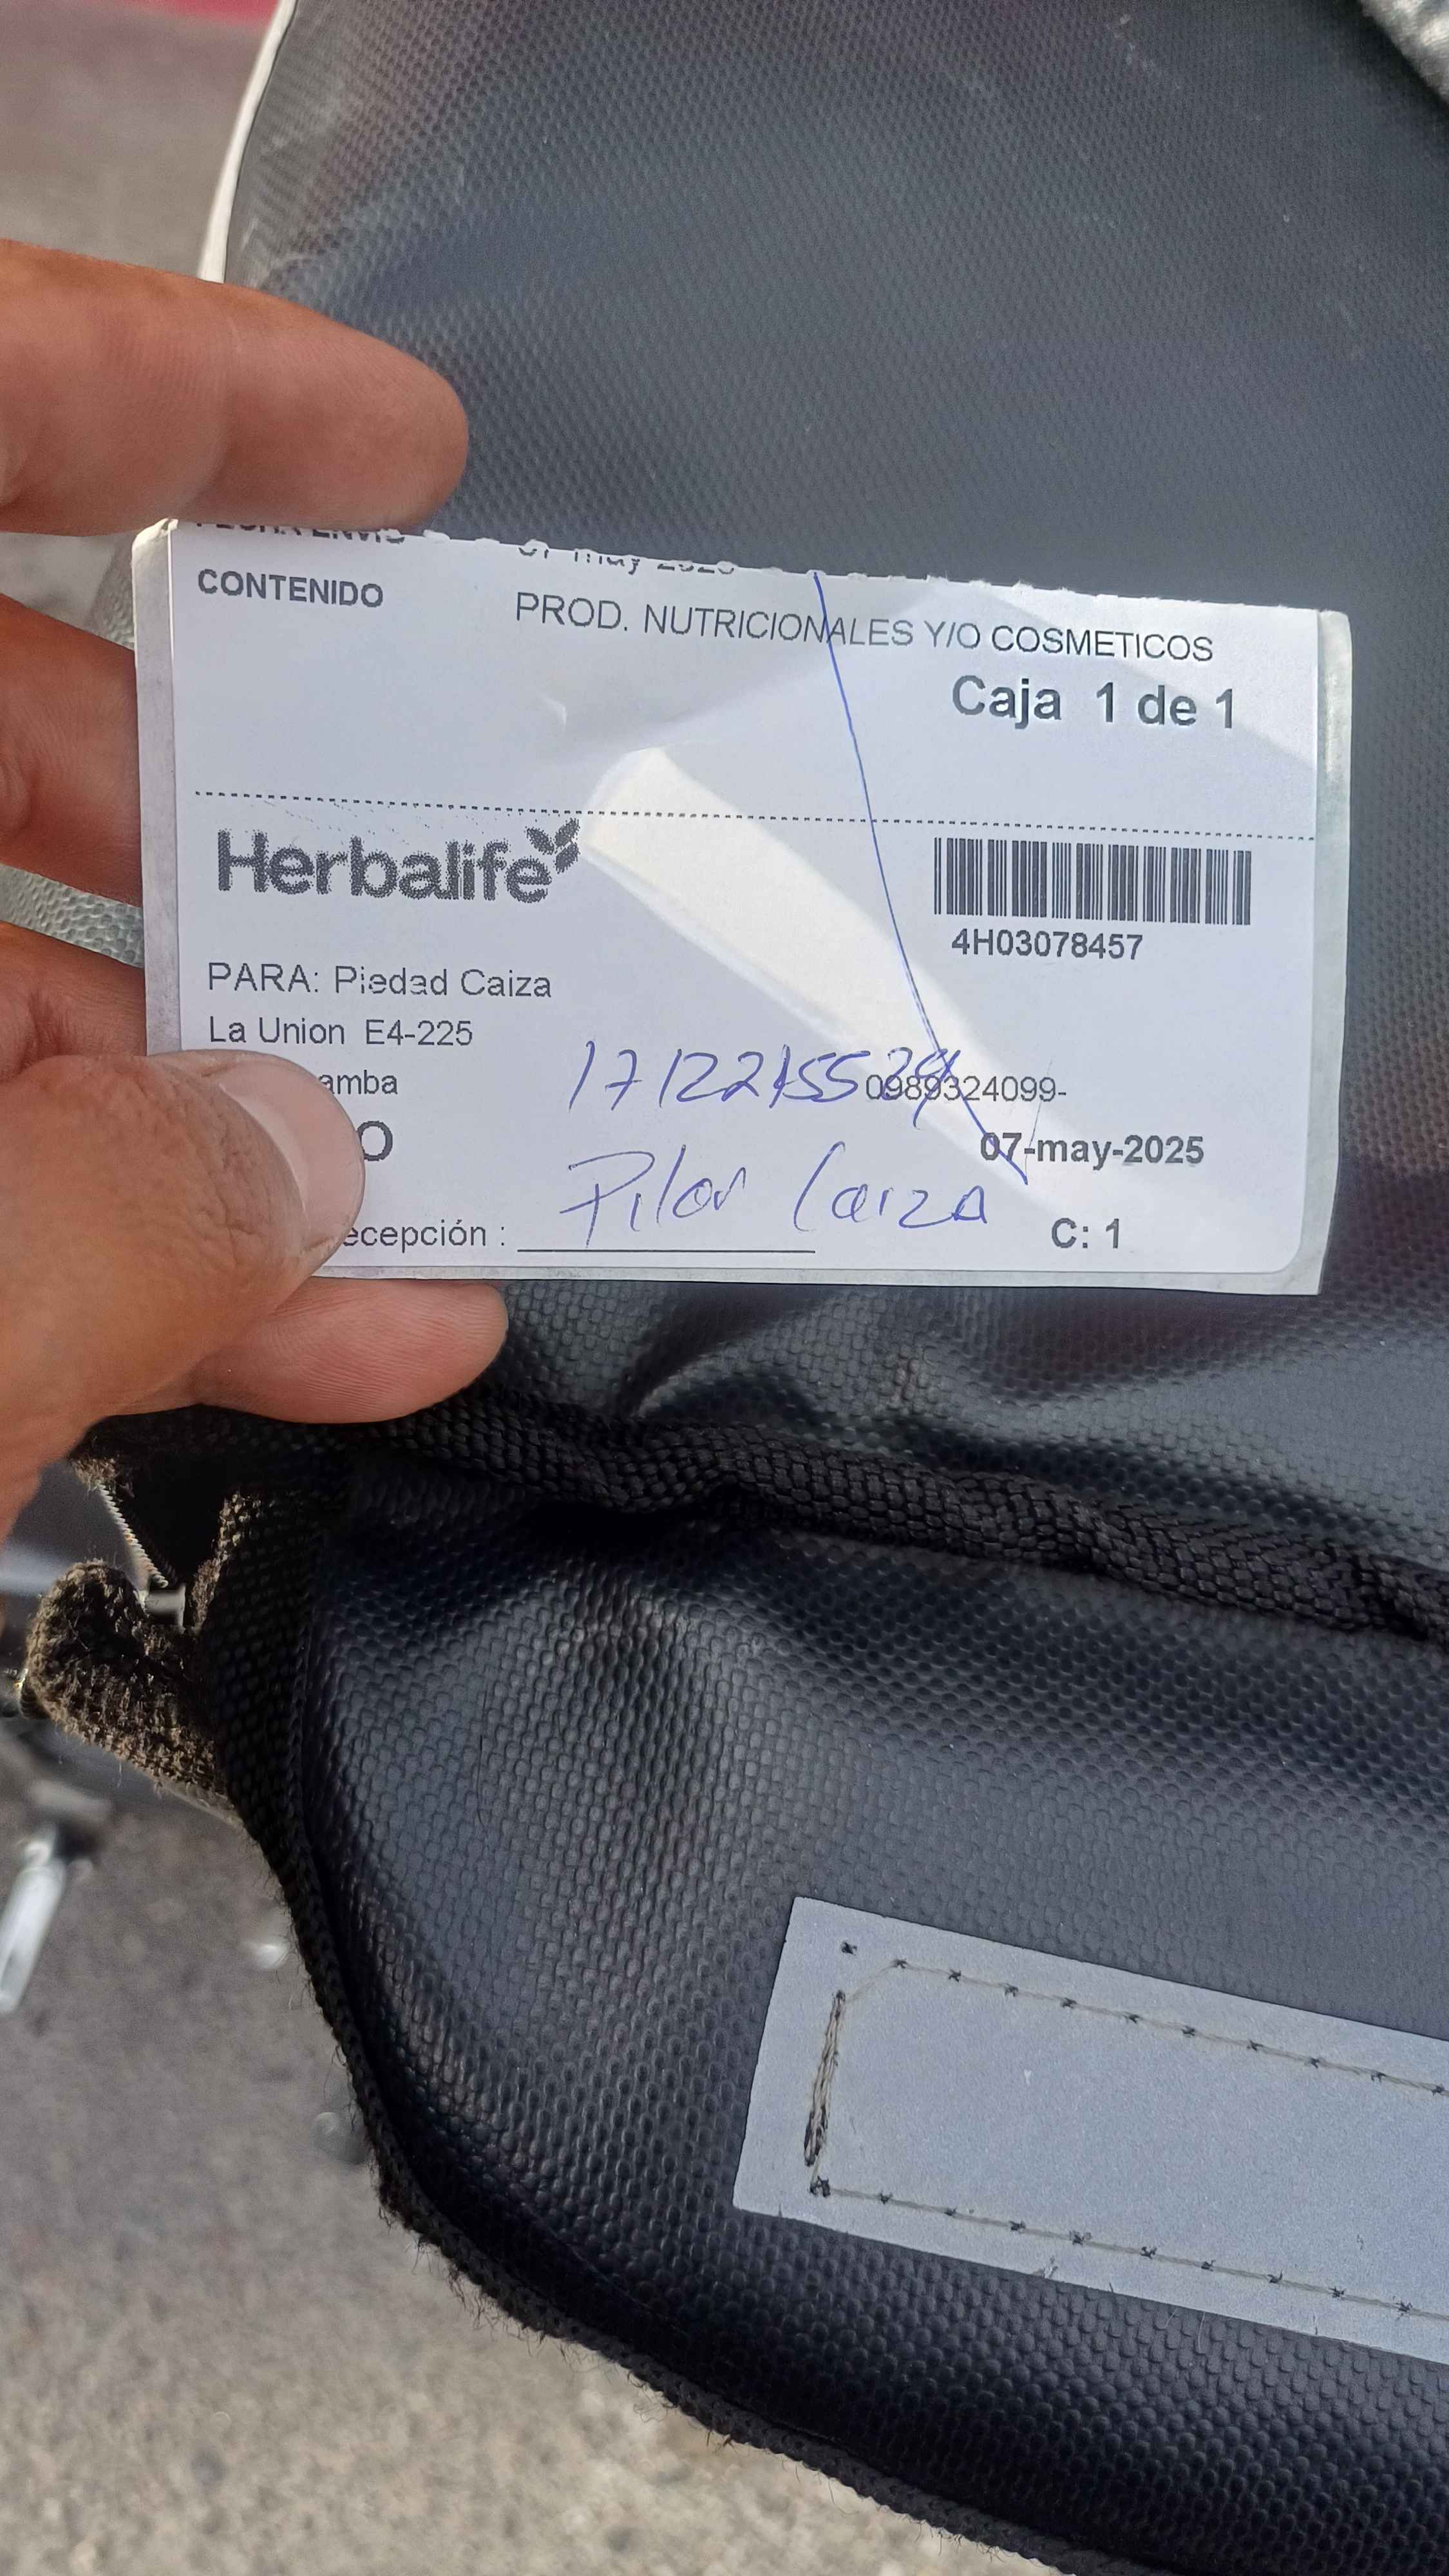 CONTENIDO
PROD. NUTRICIONALES Y/O COSMETICOS
Caja 1 de 1
Herbalife
4H03078457
PARA: Piedad Caiza
La Union E4-225
amba
0989324099-
O
07-may-2025
Pilar Caiza
ecepción :
C: 1